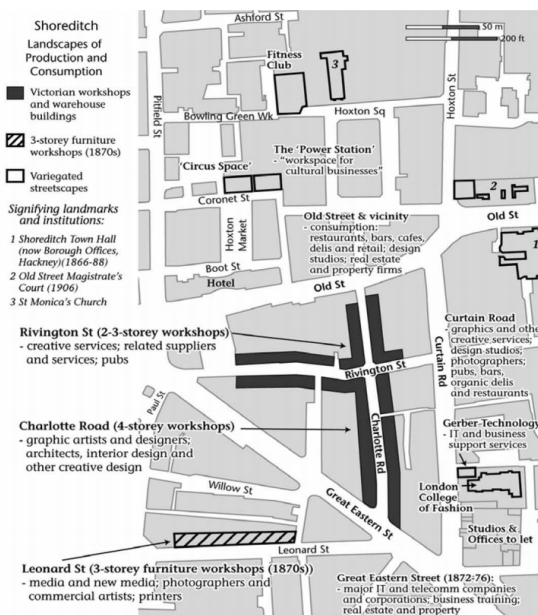 Shoreditch
Landscapes of
Production and
Consumption
Victorian workshops
and warehouse
buildings
3-storey furniture
workshops (1870s)
Variegated
streetscapes
Signifying landmarks
and institutions:
1 Shoreditch Town Hall
(now Borough Offices,
Hackney)(1866-88)
2 Old Street Magistrate's
Court (1906)
3 St Monica's Church
Ashford St
50 m
200 ft
Fitness
Club
3
Pitfield St
Hoxton St
Bowling Green Wk
Hoxton Sq
The 'Power Station'
- "workspace for
cultural businesses"
'Circus Space'
Coronet St
2
Hoxton
Market
Old Street & vicinity
- consumption:
restaurants, bars, cafes,
delis and retail; design
studios; real estate
and property firms
Old St
1
Boot St
Hotel
Old St
Rivington St (2-3-storey workshops)
- creative services; related suppliers
and services; pubs
Rivington St
Curtain Rd
Curtain Road
- graphics and other
creative services;
design studios;
photographers;
pubs, bars,
organic delis
and restaurants
Paul St
Charlotte Road (4-storey workshops)
- graphic artists and designers;
architects, interior design and
other creative design
Charlotte Rd
Gerber Technology
- IT and business
support services
Willow St
Great Eastern St
London
College
of Fashion
Studios &
Offices to let
Leonard St
Leonard St (3-storey furniture workshops (1870s))
- media and new media; photographers and
commercial artists; printers
Great Eastern Street (1872-76)
- major IT and telecomm companies
and corporations; business training;
real estate and property